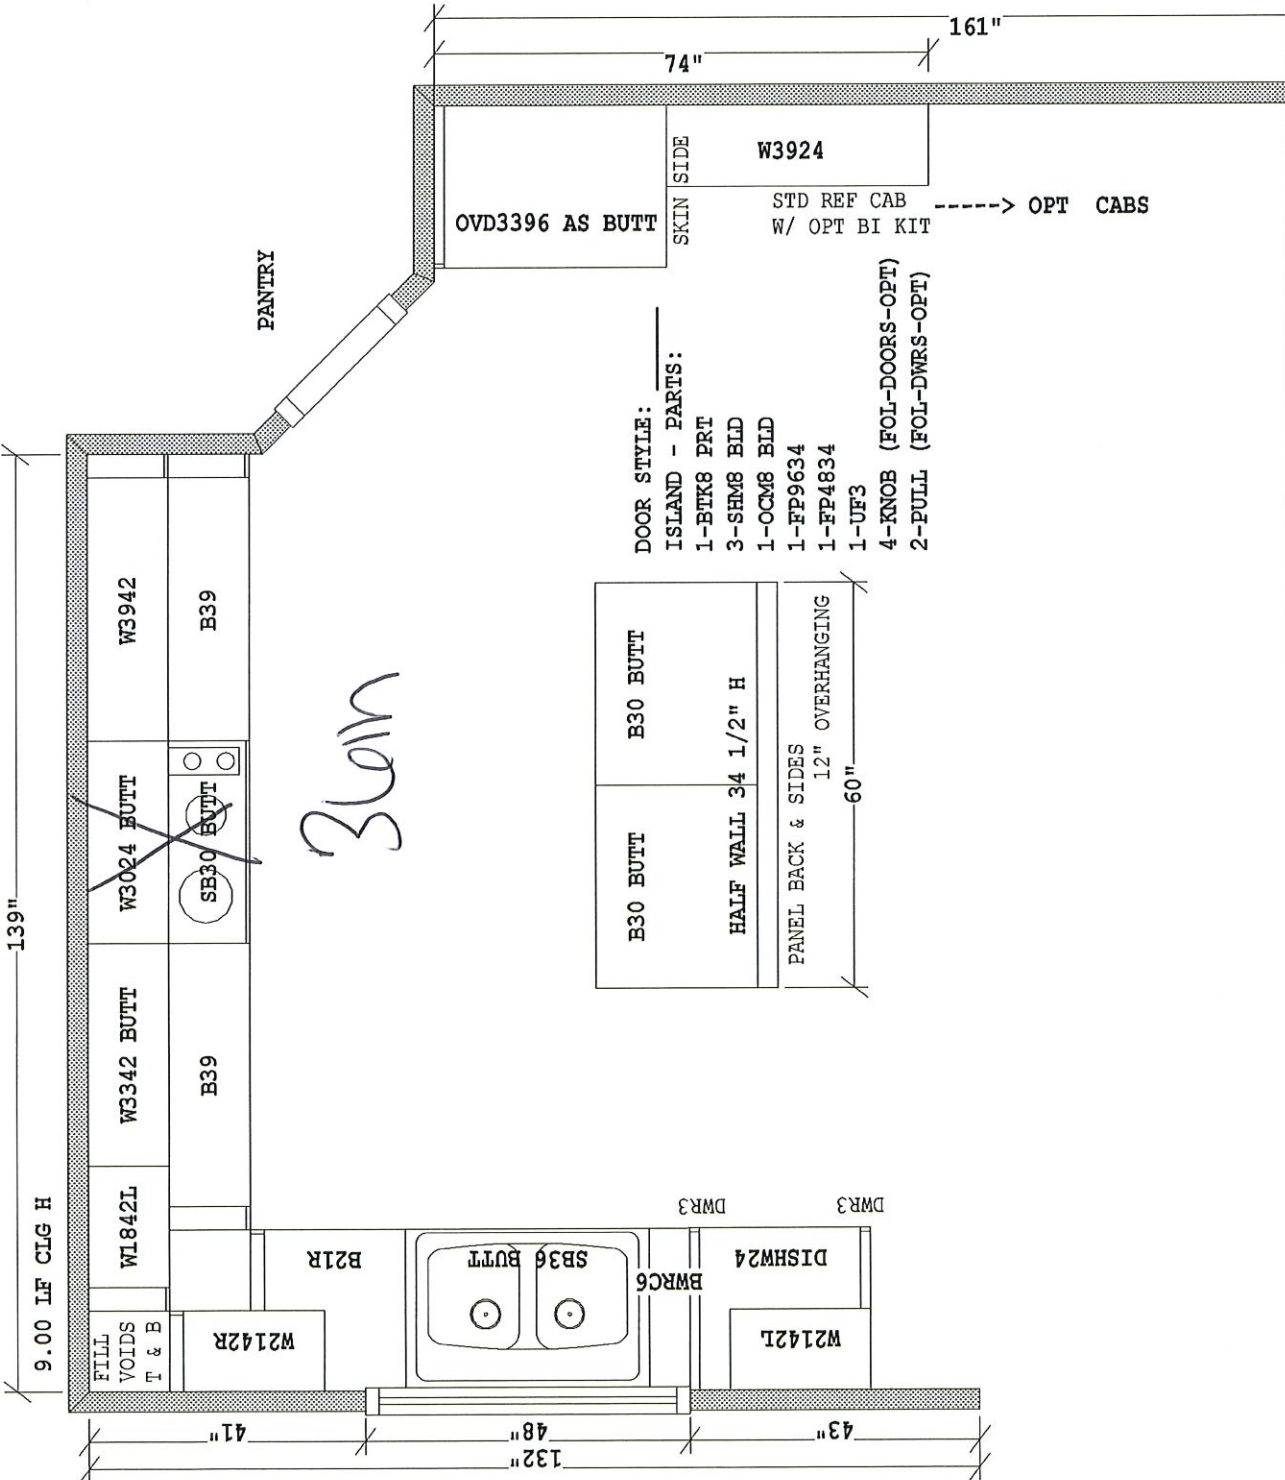 161"
74"
W3924
SKIN SIDE
OVD3396 AS BUTT
STD REF CAB
W/ OPT BI KIT
-----> OPT CABS
PANTRY
DOOR STYLE: ____
ISLAND - PARTS:
1-BTK8 PRT
3-SHM8 BLD
1-OCM8 BLD
1-FP9634
1-FP4834
1-UF3
4-KNOB (FOL-DOORS-OPT)
2-PULL (FOL-DWRS-OPT)
139"
9.00 LF CLG H
W3942
B39
W3024 BUTT
SB30 BUTT
W3342 BUTT
B39
W1842L
FILL
VOIDS
T & B
36in
B30 BUTT
B30 BUTT
HALF WALL 34 1/2" H
PANEL BACK & SIDES
12" OVERHANGING
60"
W2142R
B21R
SB36
BUTT
BWRC6
DWR3
DISHW24
DWR3
W2142L
41"
48"
43"
132"